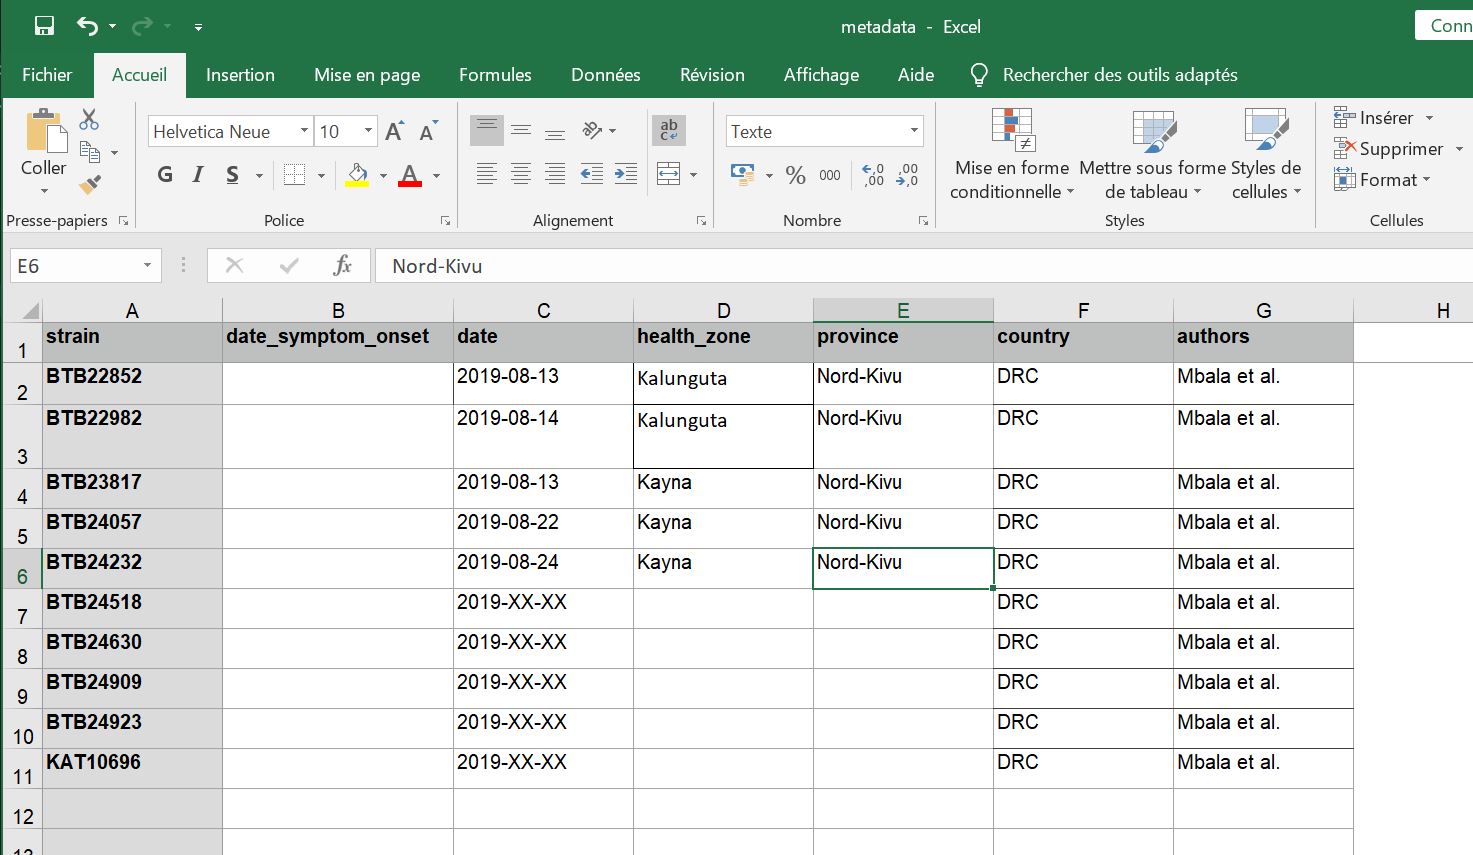 metadata - Excel
Conn
Fichier Accueil Insertion Mise en page Formules Données Révision Affichage Aide Rechercher des outils adaptés
Coller
Presse-papiers
Helvetica Neue 10 A A
G I S A
Police
ab
c
Alignement
Texte
% 000 ,00 ,00
Nombre
Mise en forme conditionnelle
Mettre sous forme de tableau
Styles de cellules
Styles
Insérer
Supprimer
Format
Cellules
E6 fx Nord-Kivu
A B C D E F G H
1 strain date_symptom_onset date health_zone province country authors
2 BTB22852 2019-08-13 Kalunguta Nord-Kivu DRC Mbala et al.
3 BTB22982 2019-08-14 Kalunguta Nord-Kivu DRC Mbala et al.
4 BTB23817 2019-08-13 Kayna Nord-Kivu DRC Mbala et al.
5 BTB24057 2019-08-22 Kayna Nord-Kivu DRC Mbala et al.
6 BTB24232 2019-08-24 Kayna Nord-Kivu DRC Mbala et al.
7 BTB24518 2019-XX-XX DRC Mbala et al.
8 BTB24630 2019-XX-XX DRC Mbala et al.
9 BTB24909 2019-XX-XX DRC Mbala et al.
10 BTB24923 2019-XX-XX DRC Mbala et al.
11 KAT10696 2019-XX-XX DRC Mbala et al.
12